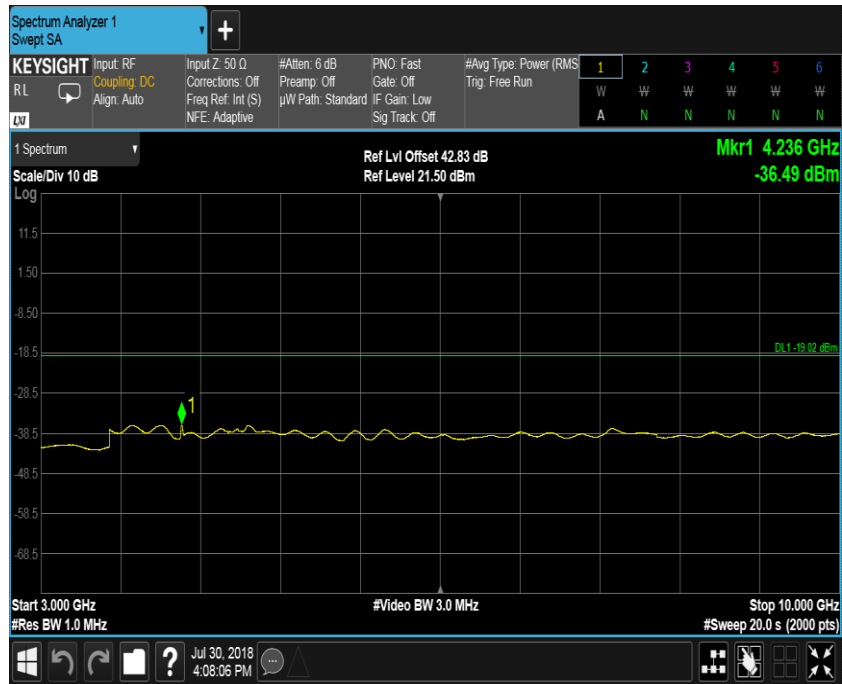 Spectrum Analyzer 1
Swept SA
+
KEYSIGHT
RL
LXI
Input: RF
Coupling: DC
Align: Auto
Input Z: 50 Ω
Corrections: Off
Freq Ref: Int (S)
NFE: Adaptive
#Atten: 6 dB
Preamp: Off
µW Path: Standard
PNO: Fast
Gate: Off
IF Gain: Low
Sig Track: Off
#Avg Type: Power (RMS
Trig: Free Run
1 2 3 4 5 6
W W W W W W
A N N N N N
1 Spectrum
Scale/Div 10 dB
Log
Ref Lvl Offset 42.83 dB
Ref Level 21.50 dBm
Mkr1 4.236 GHz
-36.49 dBm
11.5
1.50
-8.50
-18.5
DL1 -19.02 dBm
-28.5
1
-38.5
-48.5
-58.5
-68.5
Start 3.000 GHz
#Res BW 1.0 MHz
#Video BW 3.0 MHz
Stop 10.000 GHz
#Sweep 20.0 s (2000 pts)
?
Jul 30, 2018
4:08:06 PM